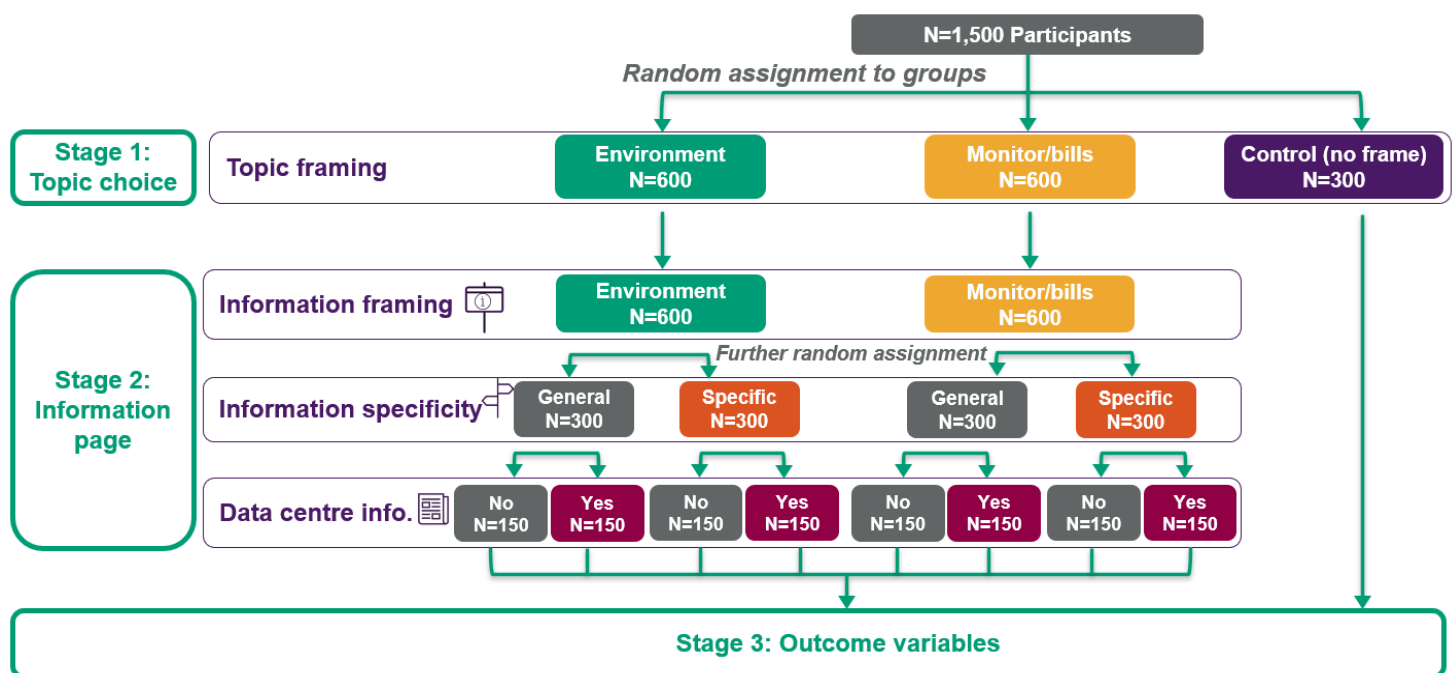 N=1,500 Participants
Random assignment to groups
Stage 1:
Topic choice
Topic framing
Environment
N=600
Monitor/bills
N=600
Control (no frame)
N=300
Stage 2:
Information
page
Information framing
Environment
N=600
Monitor/bills
N=600
Further random assignment
Information specificity
General
N=300
Specific
N=300
General
N=300
Specific
N=300
Data centre info.
No
N=150
Yes
N=150
No
N=150
Yes
N=150
No
N=150
Yes
N=150
No
N=150
Yes
N=150
Stage 3: Outcome variables